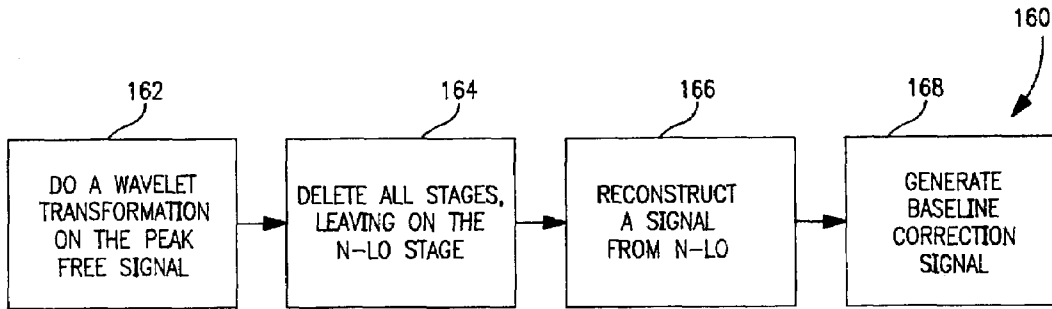 160
162
164
166
168
DO A WAVELET
TRANSFORMATION
ON THE PEAK
FREE SIGNAL
DELETE ALL STAGES,
LEAVING ON THE
N-LO STAGE
RECONSTRUCT
A SIGNAL
FROM N-LO
GENERATE
BASELINE
CORRECTION
SIGNAL